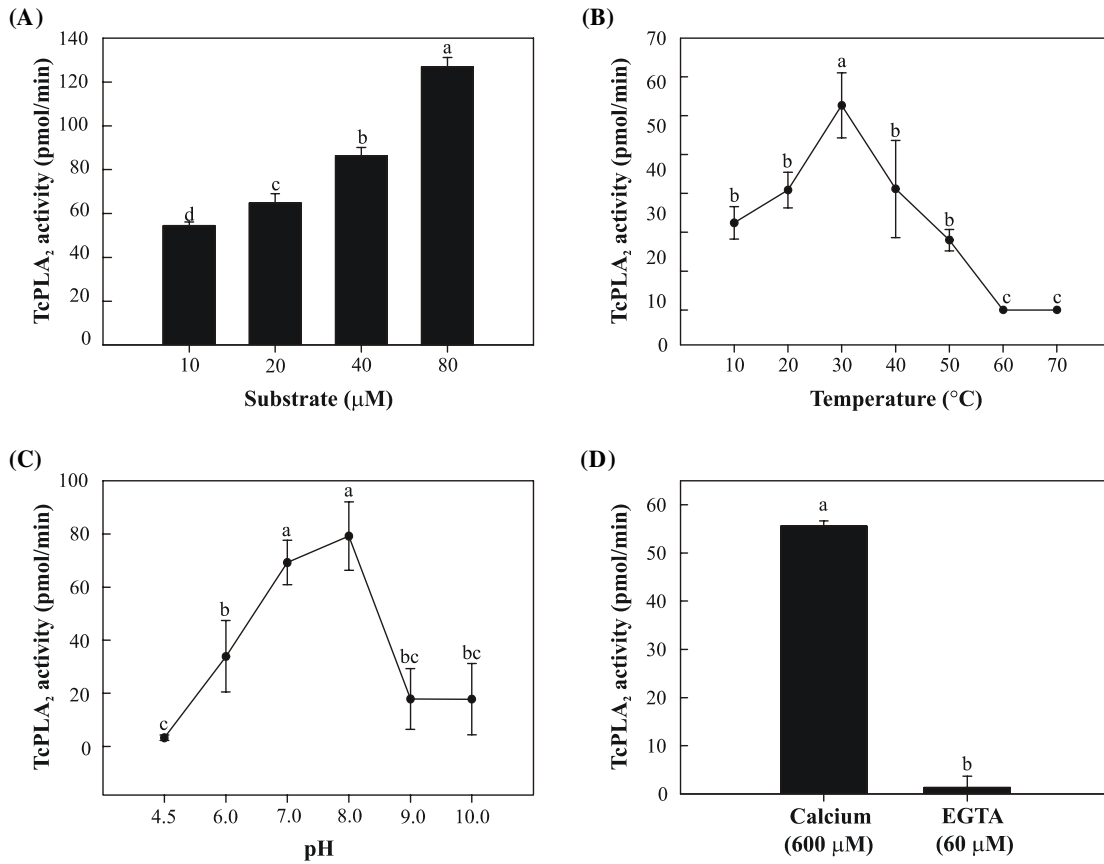 (A)
TcPLA₂ activity (pmol/min)
140
120
100
80
60
40
20
0
d
c
b
a
10 20 40 80
Substrate (µM)
(B)
TcPLA₂ activity (pmol/min)
70
60
50
40
30
20
10
0
b
b
a
b
b
c
c
10 20 30 40 50 60 70
Temperature (°C)
(C)
TcPLA₂ activity (pmol/min)
100
80
60
40
20
0
c
b
a
a
bc
bc
4.5 6.0 7.0 8.0 9.0 10.0
pH
(D)
TcPLA₂ activity (pmol/min)
60
50
40
30
20
10
0
a
b
Calcium EGTA
(600 µM) (60 µM)